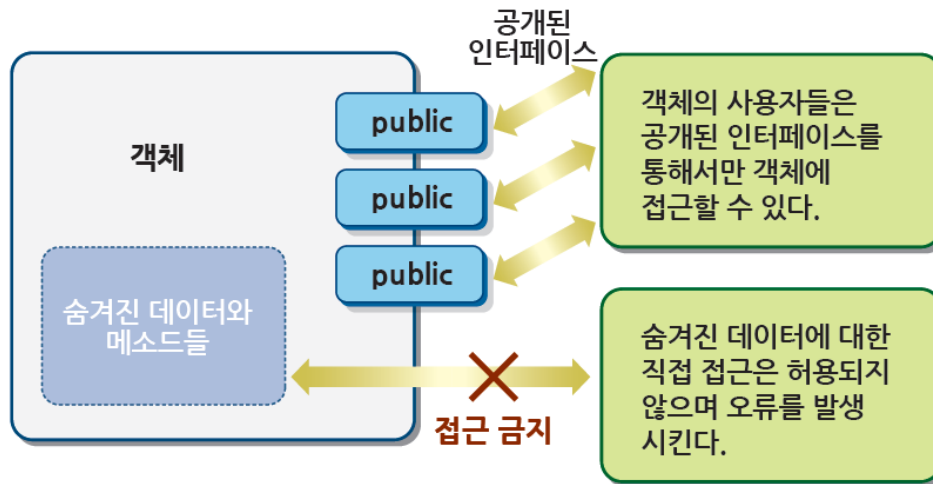 공개된
인터페이스
객체
public
public
public
객체의 사용자들은
공개된 인터페이스를
통해서만 객체에
접근할 수 있다.
숨겨진 데이터와
메소드들
접근 금지
숨겨진 데이터에 대한
직접 접근은 허용되지
않으며 오류를 발생
시킨다.